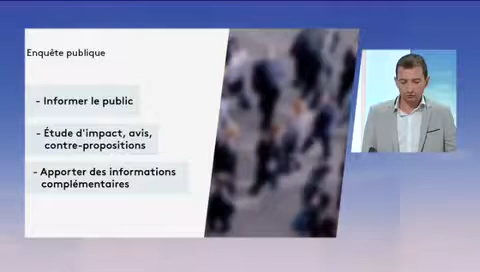 Enquête publique
- Informer le public
- Étude d'impact, avis,
contre-propositions
- Apporter des informations
complémentaires